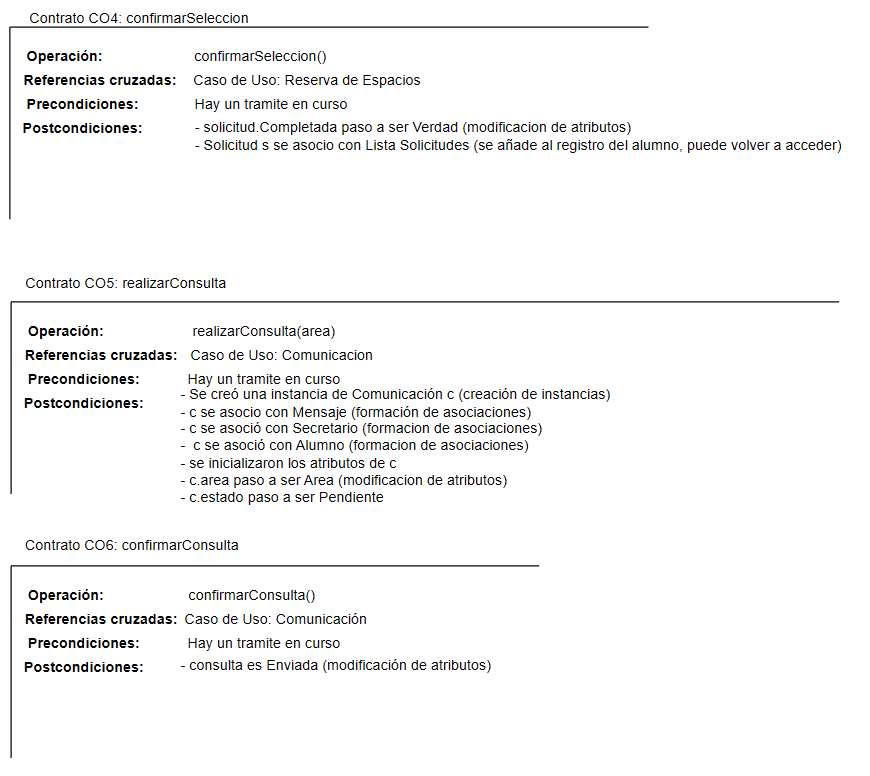 Contrato CO4: confirmarSeleccion
Operación: confirmarSeleccion()
Referencias cruzadas: Caso de Uso: Reserva de Espacios
Precondiciones: Hay un tramite en curso
Postcondiciones: - solicitud.Completada paso a ser Verdad (modificacion de atributos)
- Solicitud s se asocio con Lista Solicitudes (se añade al registro del alumno, puede volver a acceder)
Contrato CO5: realizarConsulta
Operación: realizarConsulta(area)
Referencias cruzadas: Caso de Uso: Comunicacion
Precondiciones: Hay un tramite en curso
Postcondiciones: - Se creó una instancia de Comunicación c (creación de instancias)
- c se asocio con Mensaje (formación de asociaciones)
- c se asoció con Secretario (formacion de asociaciones)
- c se asoció con Alumno (formacion de asociaciones)
- se inicializaron los atributos de c
- c.area paso a ser Area (modificacion de atributos)
- c.estado paso a ser Pendiente
Contrato CO6: confirmarConsulta
Operación: confirmarConsulta()
Referencias cruzadas: Caso de Uso: Comunicación
Precondiciones: Hay un tramite en curso
Postcondiciones: - consulta es Enviada (modificación de atributos)